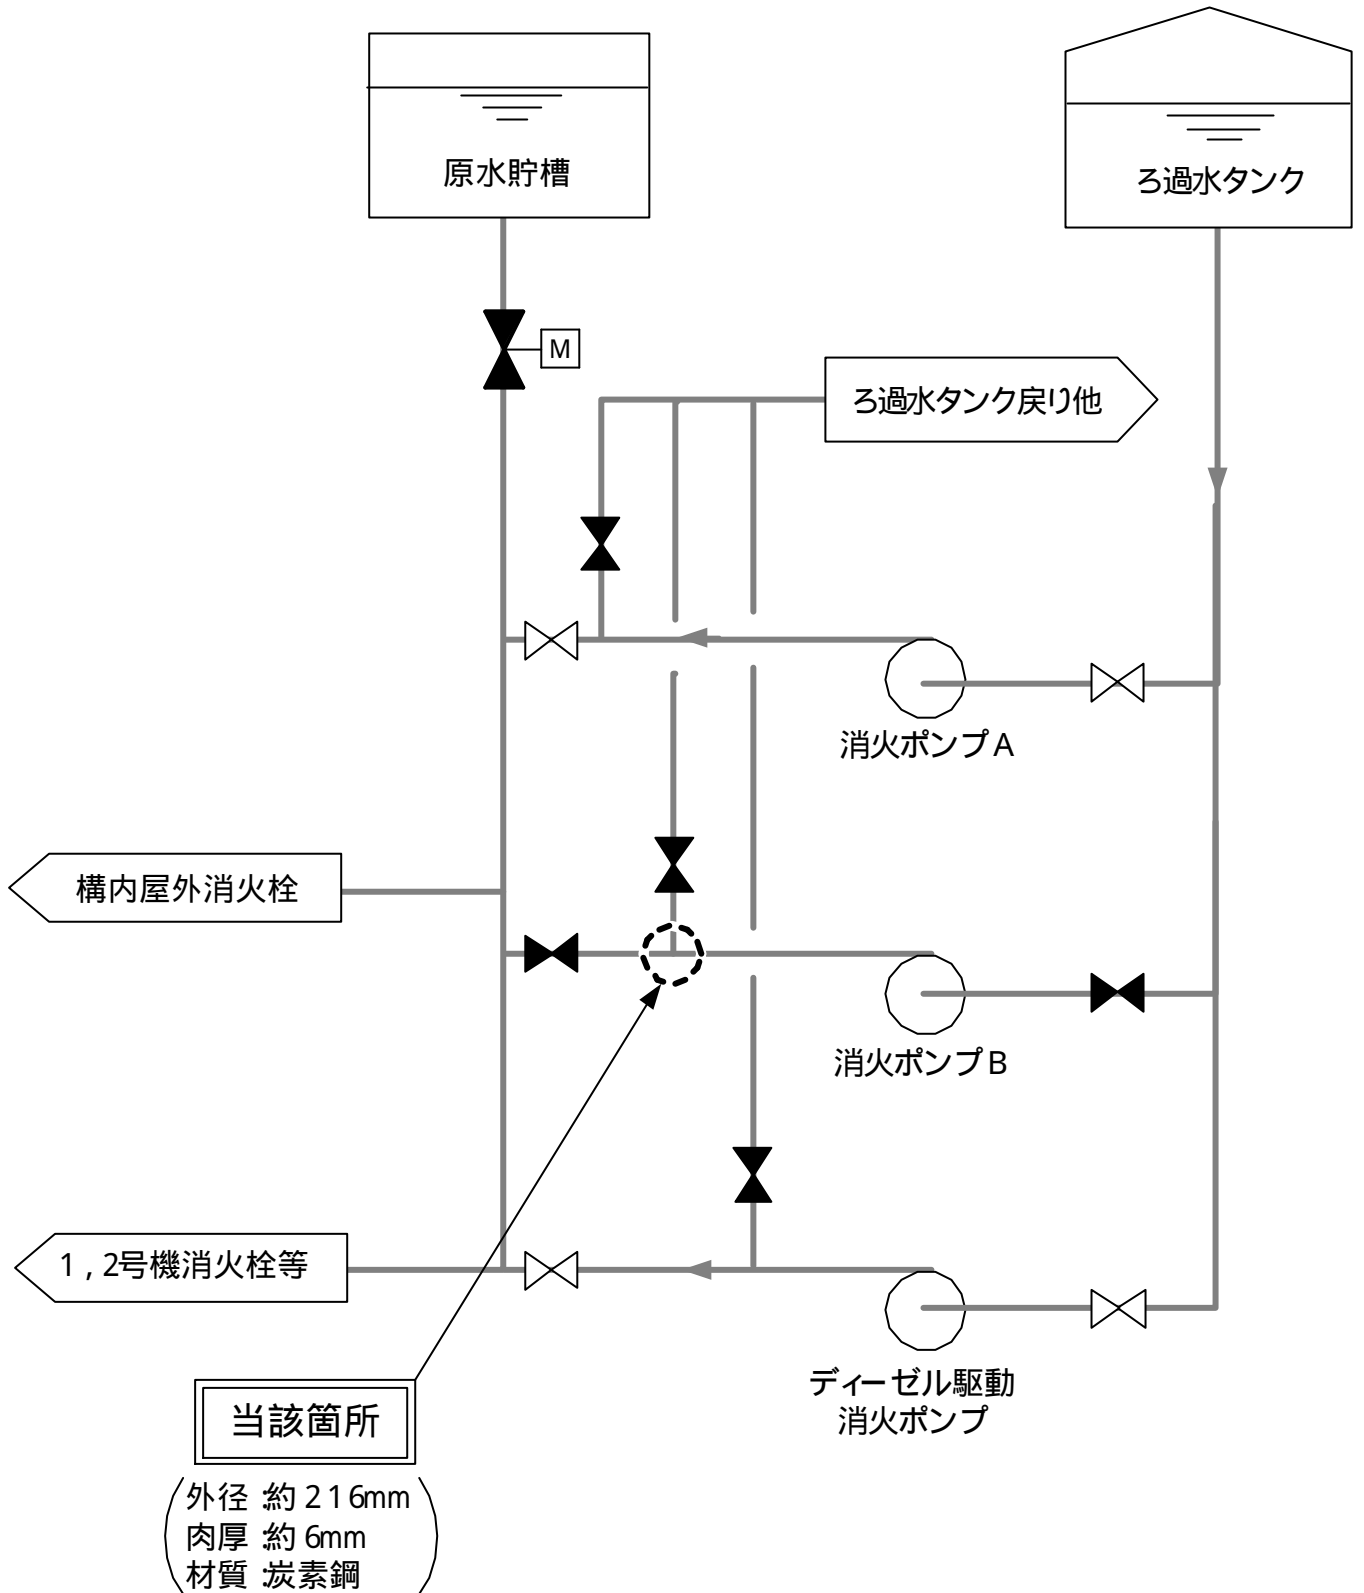 原水貯槽
ろ過水タンク
M
ろ過水タンク戻り他
消火ポンプA
構内屋外消火栓
消火ポンプB
1,2号機消火栓等
ディーゼル駆動
消火ポンプ
当該箇所
外径:約216mm
肉厚:約6mm
材質:炭素鋼